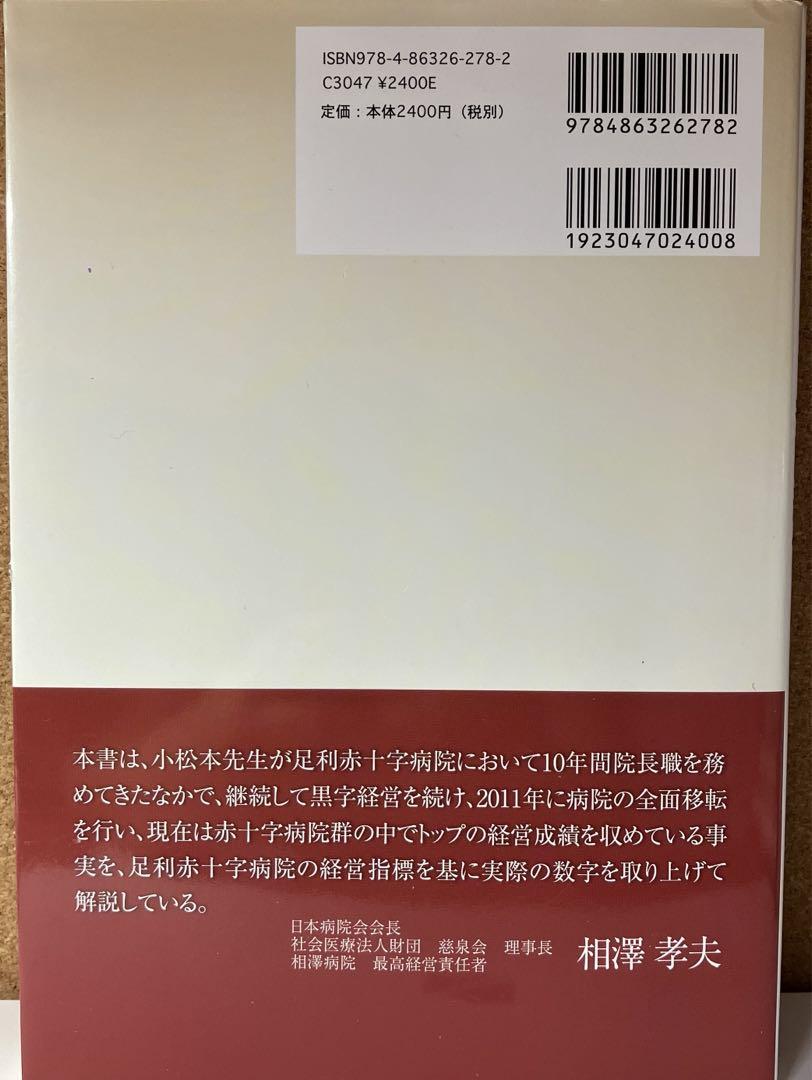 ISBN978-4-86326-278-2
C3047 ¥2400E
定価：本体2400円（税別）
9784863262782
1923047024008
本書は、小松本先生が足利赤十字病院において10年間院長職を務
めてきたなかで、継続して黒字経営を続け、2011年に病院の全面移転
を行い、現在は赤十字病院群の中でトップの経営成績を収めている事
実を、足利赤十字病院の経営指標を基に実際の数字を取り上げて
解説している。
日本病院会会長
社会医療法人財団　慈泉会　理事長
相澤病院　最高経営責任者
相澤 孝夫